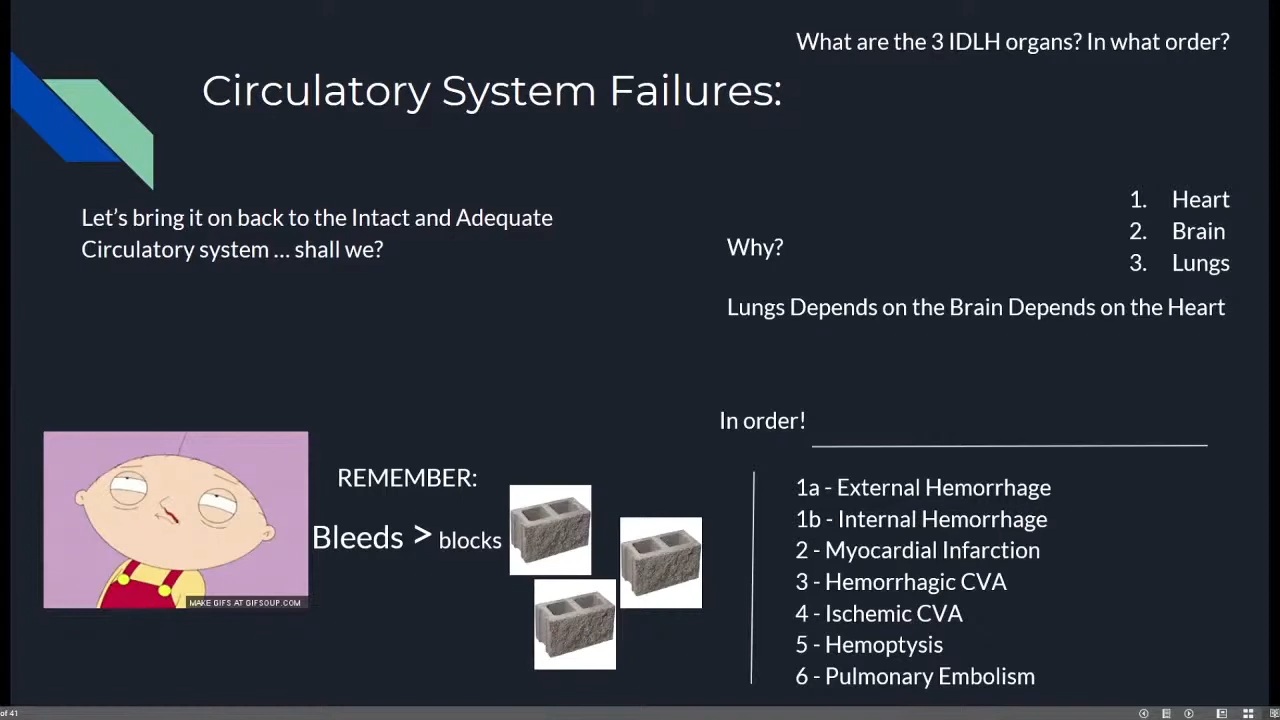 What are the 3 IDLH organs? In what order?
Circulatory System Failures:
Let's bring it on back to the Intact and Adequate
Circulatory system ... shall we?
1. Heart
2. Brain
3. Lungs
Why?
Lungs Depends on the Brain Depends on the Heart
In order!
REMEMBER:
Bleeds > blocks
MAKE GIFS AT GIFSOUP.COM
1a - External Hemorrhage
1b - Internal Hemorrhage
2 - Myocardial Infarction
3 - Hemorrhagic CVA
4 - Ischemic CVA
5 - Hemoptysis
6 - Pulmonary Embolism
of 41